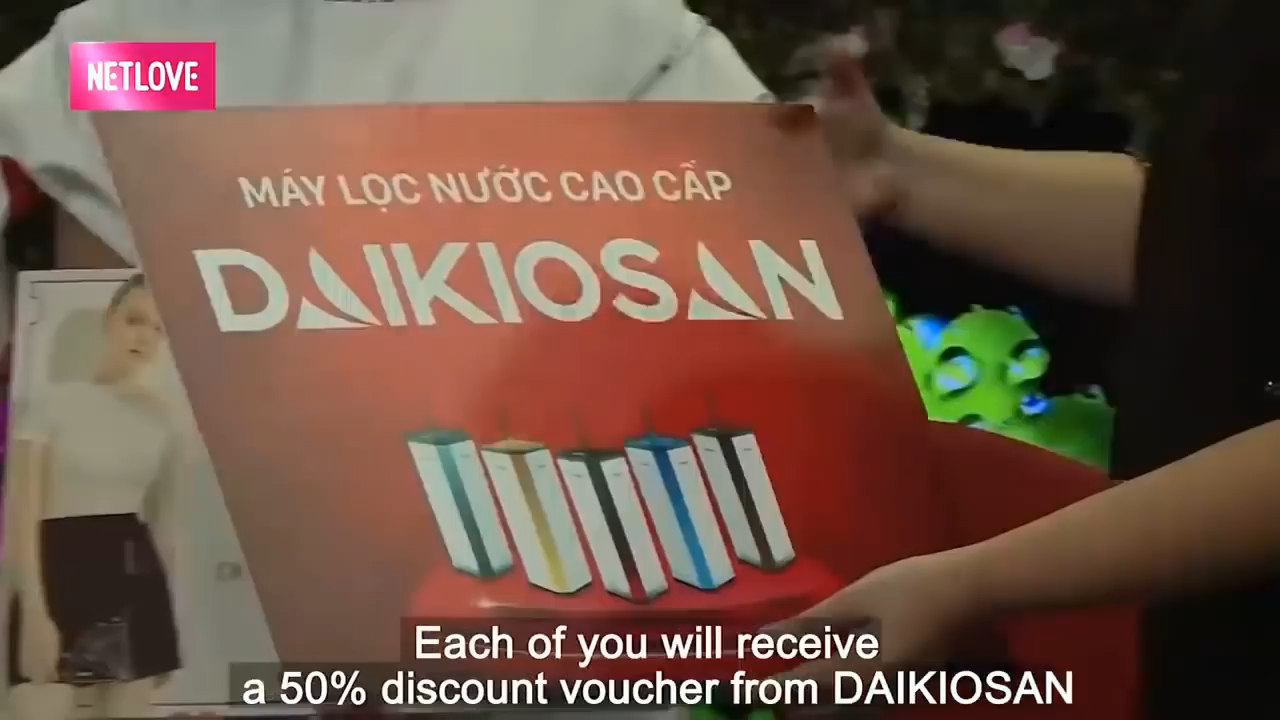 NETLOVE
MÁY LỌC NƯỚC CAO CẤP
DAIKIOSAN
Each of you will receive
a 50% discount voucher from DAIKIOSAN